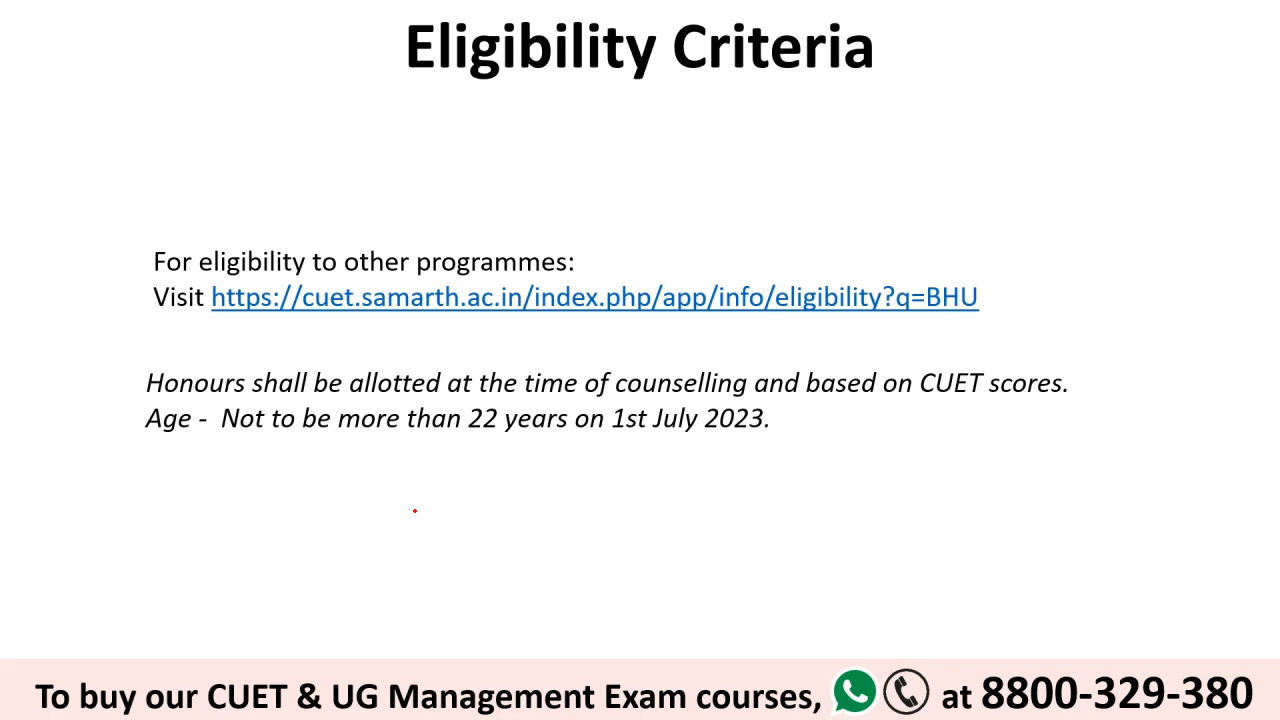 Eligibility Criteria
For eligibility to other programmes:
Visit https://cuet.samarth.ac.in/index.php/app/info/eligibility?q=BHU
Honours shall be allotted at the time of counselling and based on CUET scores.
Age - Not to be more than 22 years on 1st July 2023.
To buy our CUET & UG Management Exam courses, at 8800-329-380